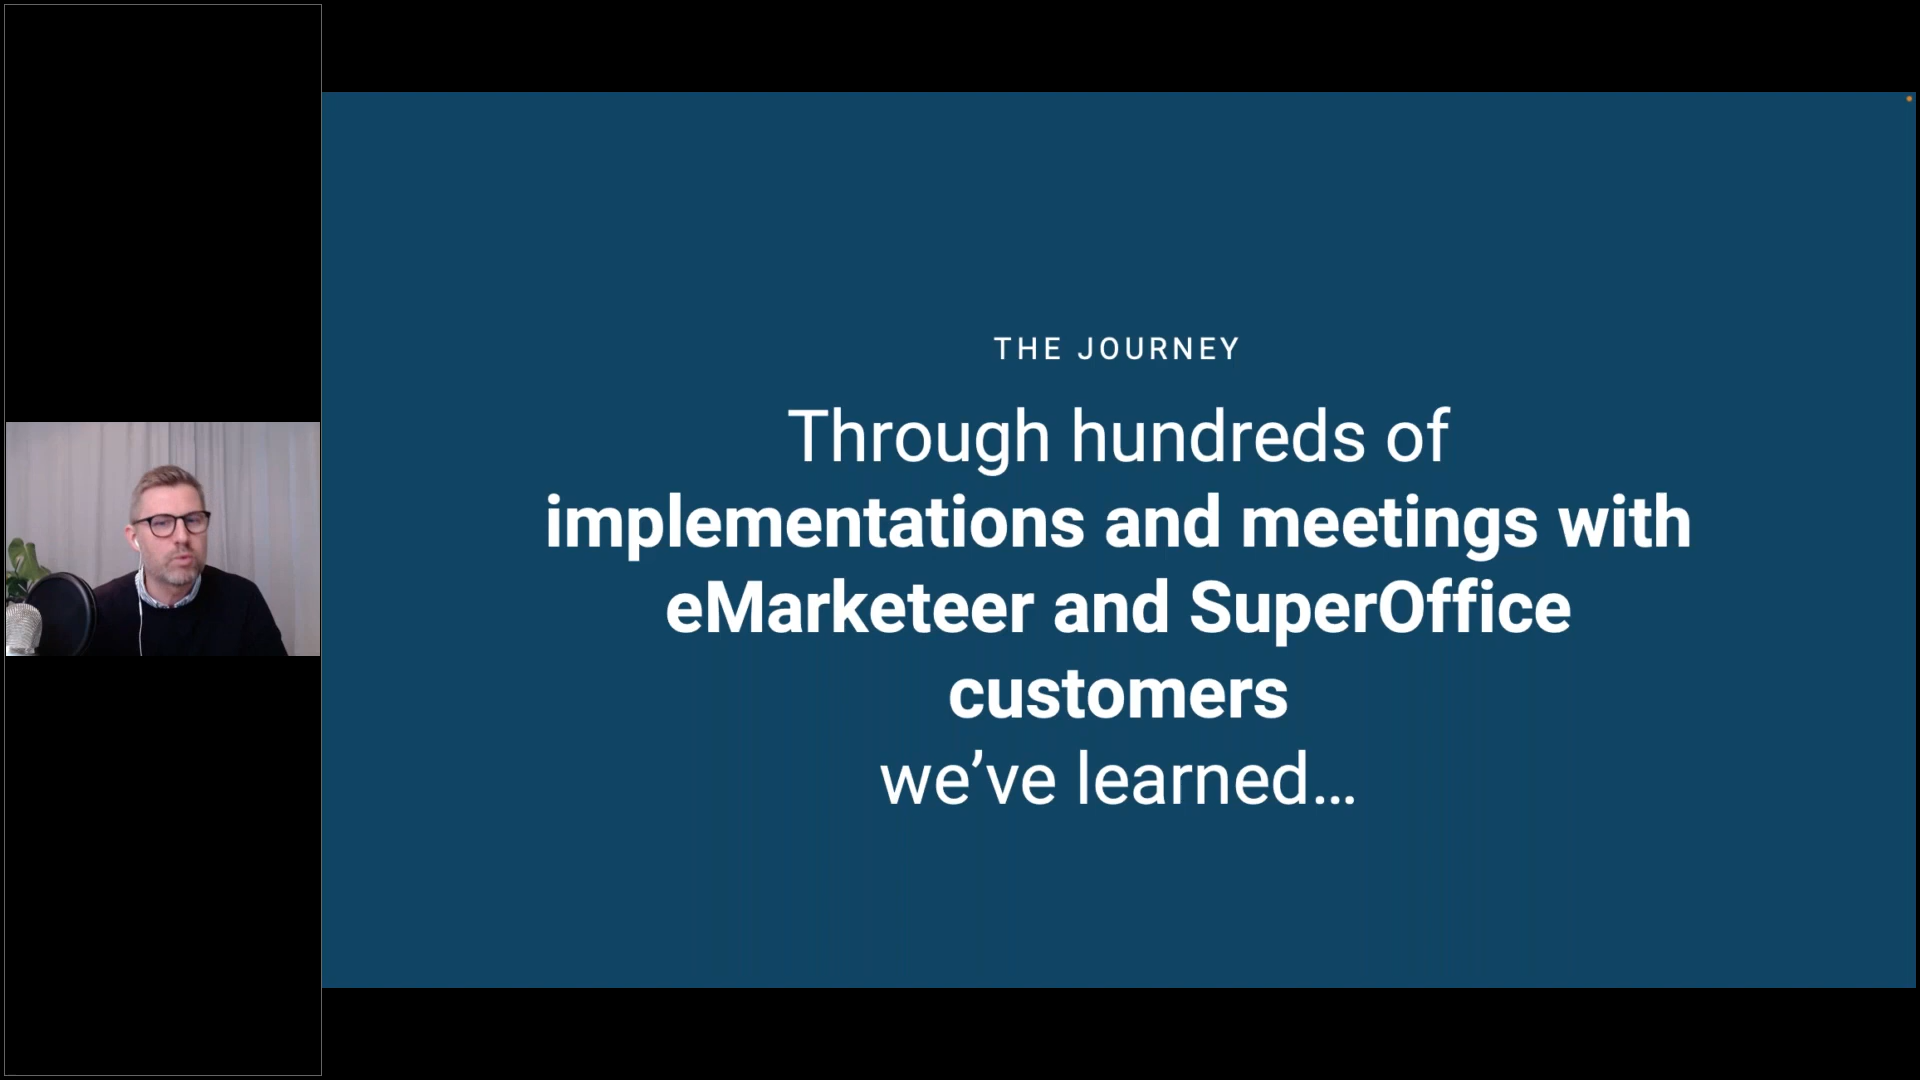 THE JOURNEY
Through hundreds of
implementations and meetings with
eMarketeer and SuperOffice
customers
we’ve learned…